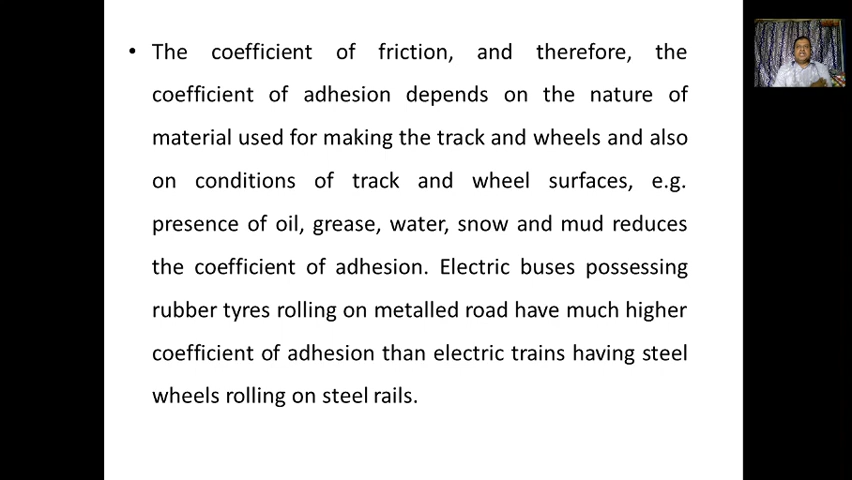 • The coefficient of friction, and therefore, the
coefficient of adhesion depends on the nature of
material used for making the track and wheels and also
on conditions of track and wheel surfaces, e.g.
presence of oil, grease, water, snow and mud reduces
the coefficient of adhesion. Electric buses possessing
rubber tyres rolling on metalled road have much higher
coefficient of adhesion than electric trains having steel
wheels rolling on steel rails.